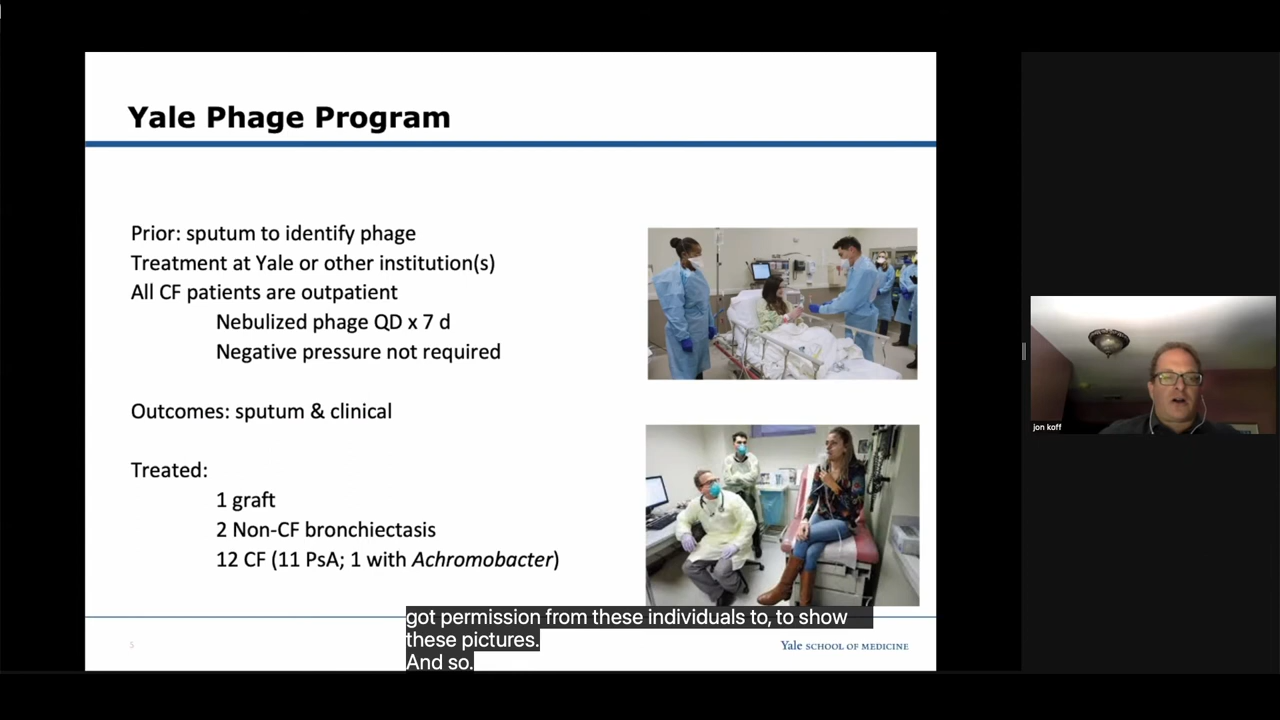 Yale Phage Program
Prior: sputum to identify phage
Treatment at Yale or other institution(s)
All CF patients are outpatient
Nebulized phage QD x 7 d
Negative pressure not required
Outcomes: sputum & clinical
Treated:
1 graft
2 Non-CF bronchiectasis
12 CF (11 PsA; 1 with Achromobacter)
got permission from these individuals to, to show
these pictures.
And so.
5
Yale SCHOOL OF MEDICINE
jon koff